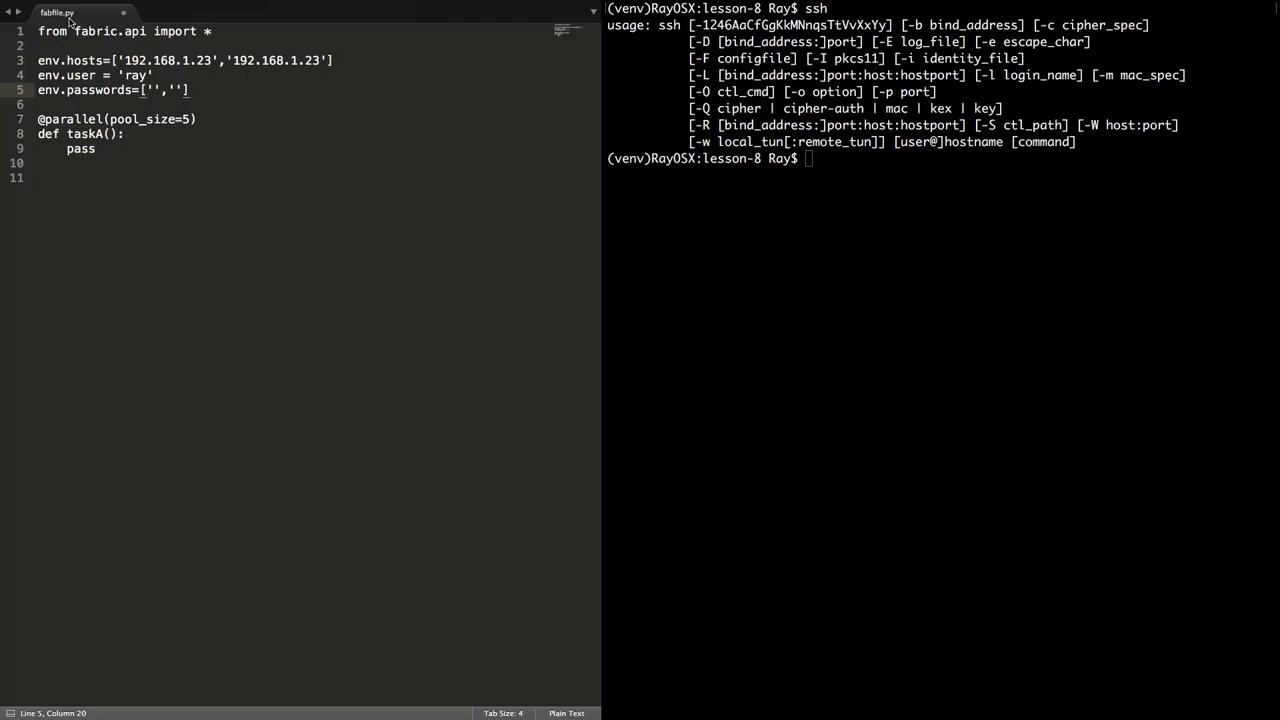 fabfile.py
1 from fabric.api import *
2
3 env.hosts=['192.168.1.23','192.168.1.23']
4 env.user = 'ray'
5 env.passwords=['','']
6
7 @parallel(pool_size=5)
8 def taskA():
9     pass
10
11
Line 5, Column 20
Tab Size: 4
Plain Text
(venv)RayOSX:lesson-8 Ray$ ssh
usage: ssh [-1246AaCfGgKkMNnqsTtVvXxYy] [-b bind_address] [-c cipher_spec]
           [-D [bind_address:]port] [-E log_file] [-e escape_char]
           [-F configfile] [-I pkcs11] [-i identity_file]
           [-L [bind_address:]port:host:hostport] [-l login_name] [-m mac_spec]
           [-O ctl_cmd] [-o option] [-p port]
           [-Q cipher | cipher-auth | mac | kex | key]
           [-R [bind_address:]port:host:hostport] [-S ctl_path] [-W host:port]
           [-w local_tun[:remote_tun]] [user@]hostname [command]
(venv)RayOSX:lesson-8 Ray$